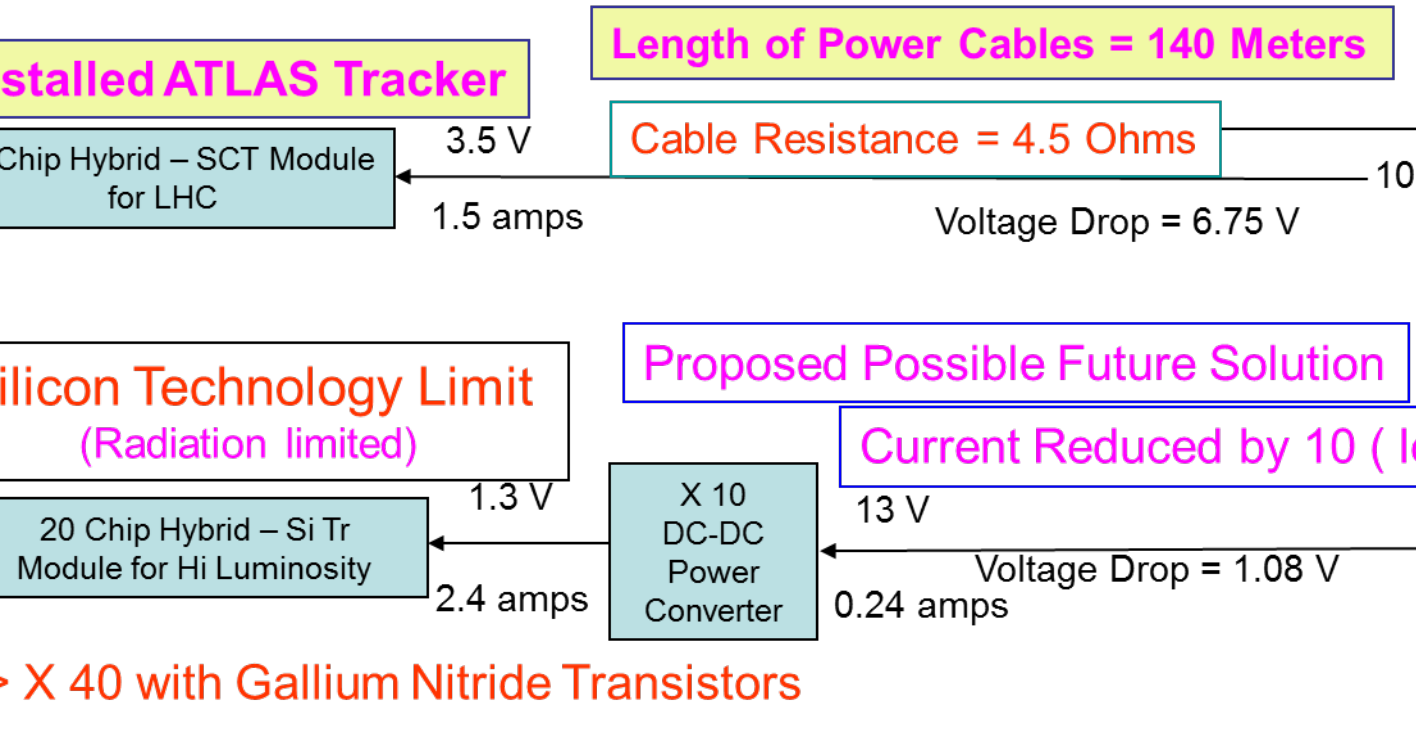 Length of Power Cables = 140 Meters
stalled ATLAS Tracker
Cable Resistance = 4.5 Ohms
3.5 V
Chip Hybrid – SCT Module
for LHC
10
1.5 amps
Voltage Drop = 6.75 V
Proposed Possible Future Solution
ilicon Technology Limit
(Radiation limited)
Current Reduced by 10 (
1.3 V
X 10
DC-DC
Power
Converter
13 V
20 Chip Hybrid – Si Tr
Module for Hi Luminosity
Voltage Drop = 1.08 V
2.4 amps
0.24 amps
> X 40 with Gallium Nitride Transistors